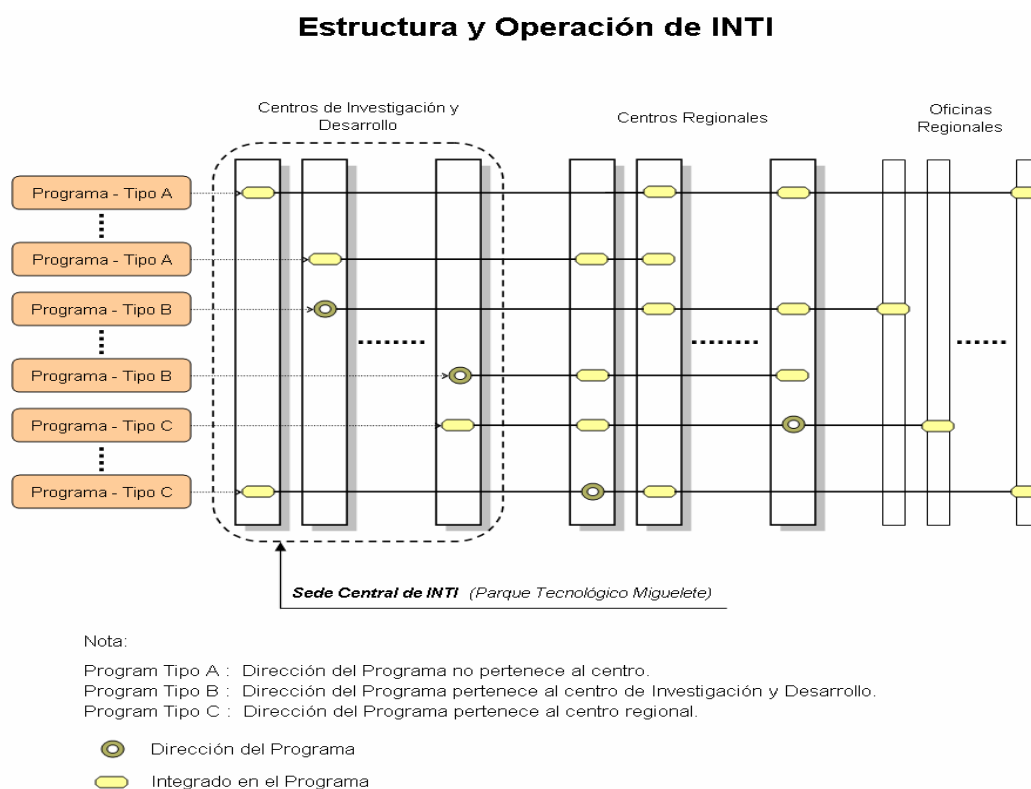 Estructura y Operación de INTI
Centros de Investigación y
Desarrollo
Centros Regionales
Oficinas
Regionales
Programa - Tipo A
Programa - Tipo A
Programa - Tipo B
Programa - Tipo B
Programa - Tipo C
Programa - Tipo C
Sede Central de INTI (Parque Tecnológico Miguelete)
Nota:
Program Tipo A : Dirección del Programa no pertenece al centro.
Program Tipo B : Dirección del Programa pertenece al centro de Investigación y Desarrollo.
Program Tipo C : Dirección del Programa pertenece al centro regional.
Dirección del Programa
Integrado en el Programa